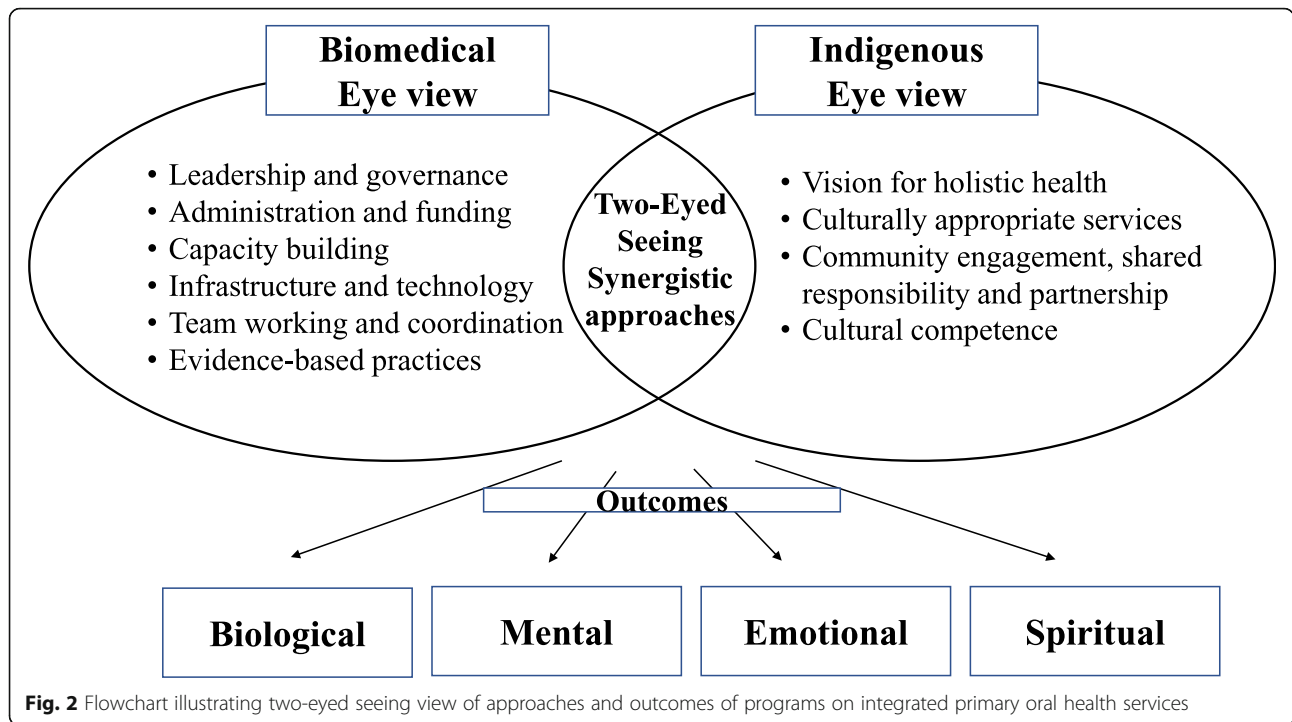 Biomedical
Eye view
Indigenous
Eye view
• Leadership and governance
• Administration and funding
• Capacity building
• Infrastructure and technology
• Team working and coordination
• Evidence-based practices
Two-Eyed
Seeing
Synergistic
approaches
• Vision for holistic health
• Culturally appropriate services
• Community engagement, shared
responsibility and partnership
• Cultural competence
Outcomes
Biological
Mental
Emotional
Spiritual
Fig. 2 Flowchart illustrating two-eyed seeing view of approaches and outcomes of programs on integrated primary oral health services